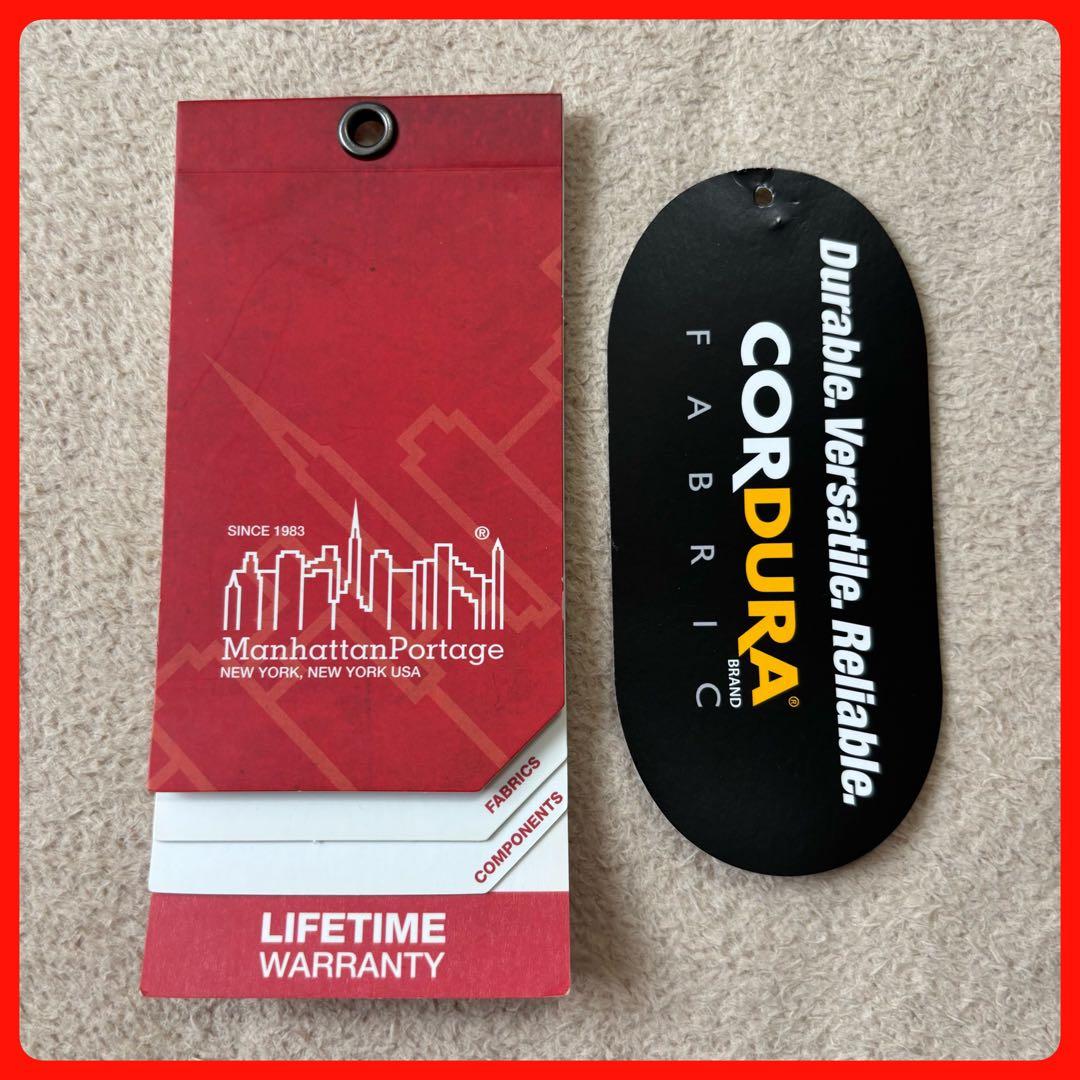 SINCE 1983
®
ManhattanPortage
NEW YORK, NEW YORK USA
FABRICS
COMPONENTS
LIFETIME
WARRANTY
Durable. Versatile. Reliable.
CORDURA®
BRAND
FABRIC